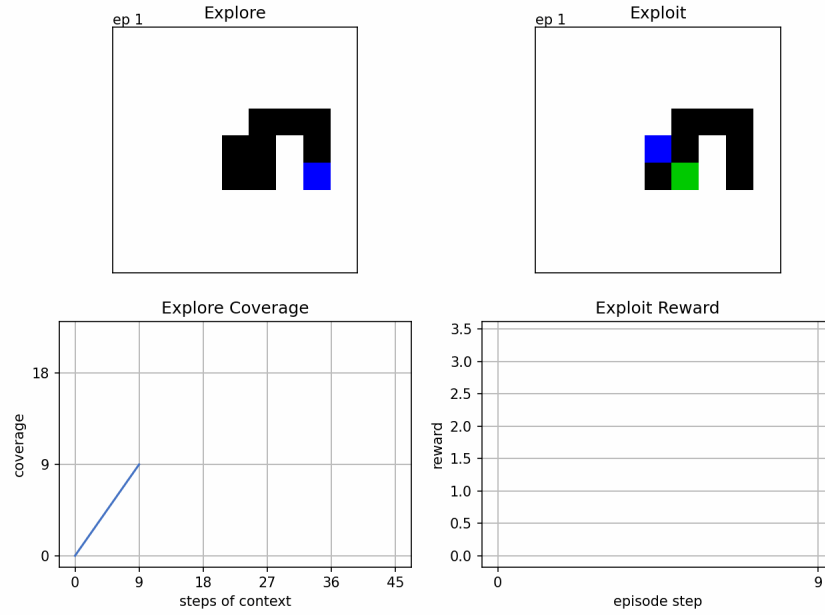 Explore
ep 1
Exploit
ep 1
Explore Coverage
coverage
18
9
0
0 9 18 27 36 45
steps of context
Exploit Reward
reward
3.5
3.0
2.5
2.0
1.5
1.0
0.5
0.0
0 9
episode step